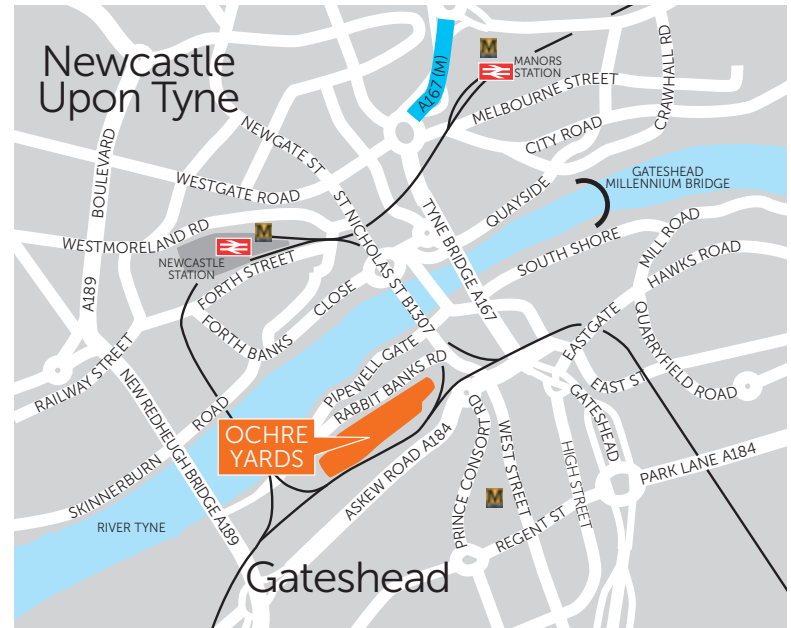 Newcastle
Upon Tyne
A167 (M)
M
MANORS
STATION
CRAWHALL RD
MELBOURNE STREET
CITY ROAD
NEWGATE ST
BOULEVARD
WESTGATE ROAD
GATESHEAD
MILLENNIUM BRIDGE
QUAYSIDE
ST NICHOLAS ST B1307
TYNE BRIDGE A167
WESTMORELAND RD
M
NEWCASTLE
STATION
SOUTH SHORE
MILL ROAD
HAWKS ROAD
A189
FORTH STREET
CLOSE
FORTH BANKS
EASTGATE
QUARRYFIELD ROAD
RAILWAY STREET
PIPEWELL GATE
RABBIT BANKS RD
EAST ST
GATESHEAD
NEW REDHEUGH BRIDGE A189
OCHRE
YARDS
SKINNERBURN ROAD
ASKEW ROAD A184
PRINCE CONSORT RD
WEST STREET
HIGH STREET
PARK LANE A184
M
REGENT ST
RIVER TYNE
Gateshead